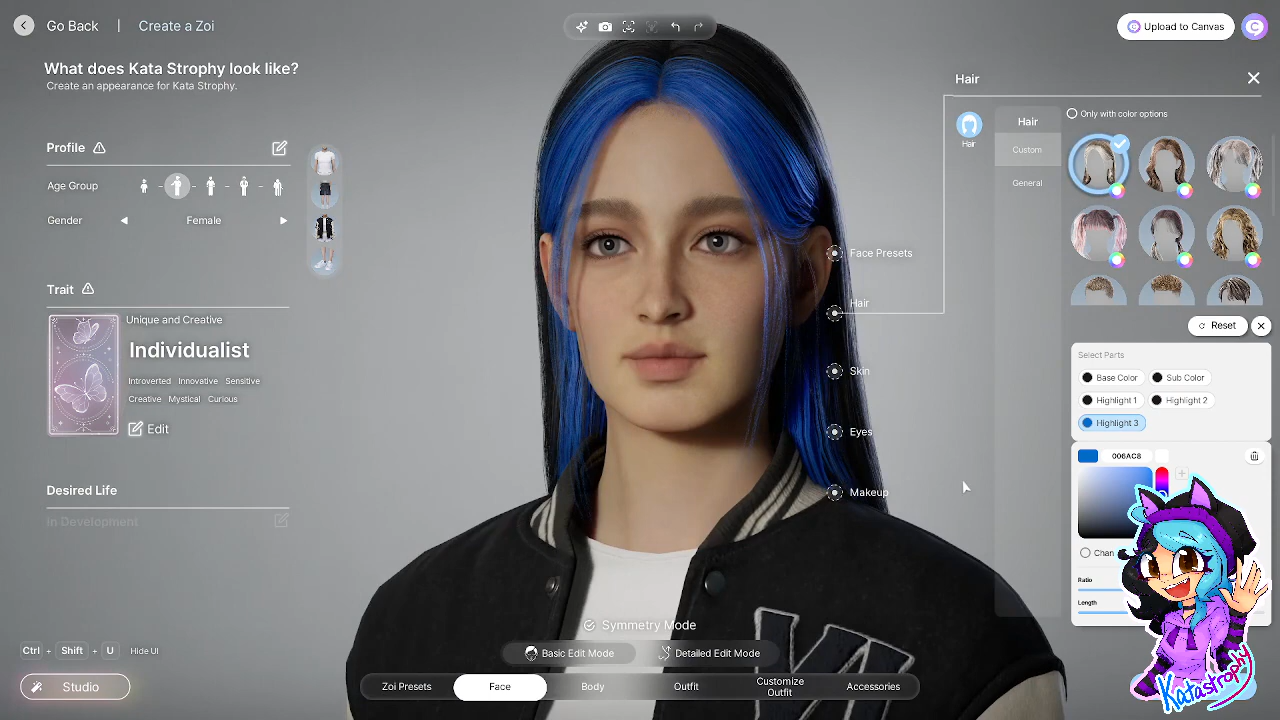 Go Back | Create a Zoi
Upload to Canvas
What does Kata Strophy look like?
Create an appearance for Kata Strophy.
Profile
Age Group
Gender Female
Trait
Unique and Creative
Individualist
Introverted Innovative Sensitive
Creative Mystical Curious
Edit
Desired Life
In Development
Ctrl + Shift + U Hide UI
Studio
Face Presets
Hair
Skin
Eyes
Makeup
Symmetry Mode
Basic Edit Mode Detailed Edit Mode
Zoi Presets Face Body Outfit Customize Outfit Accessories
Hair
Hair
Hair
Custom
General
Only with color options
Reset
Select Parts
Base Color Sub Color
Highlight 1 Highlight 2
Highlight 3
006AC8
Chan
Ratio
Length
Katastrophy